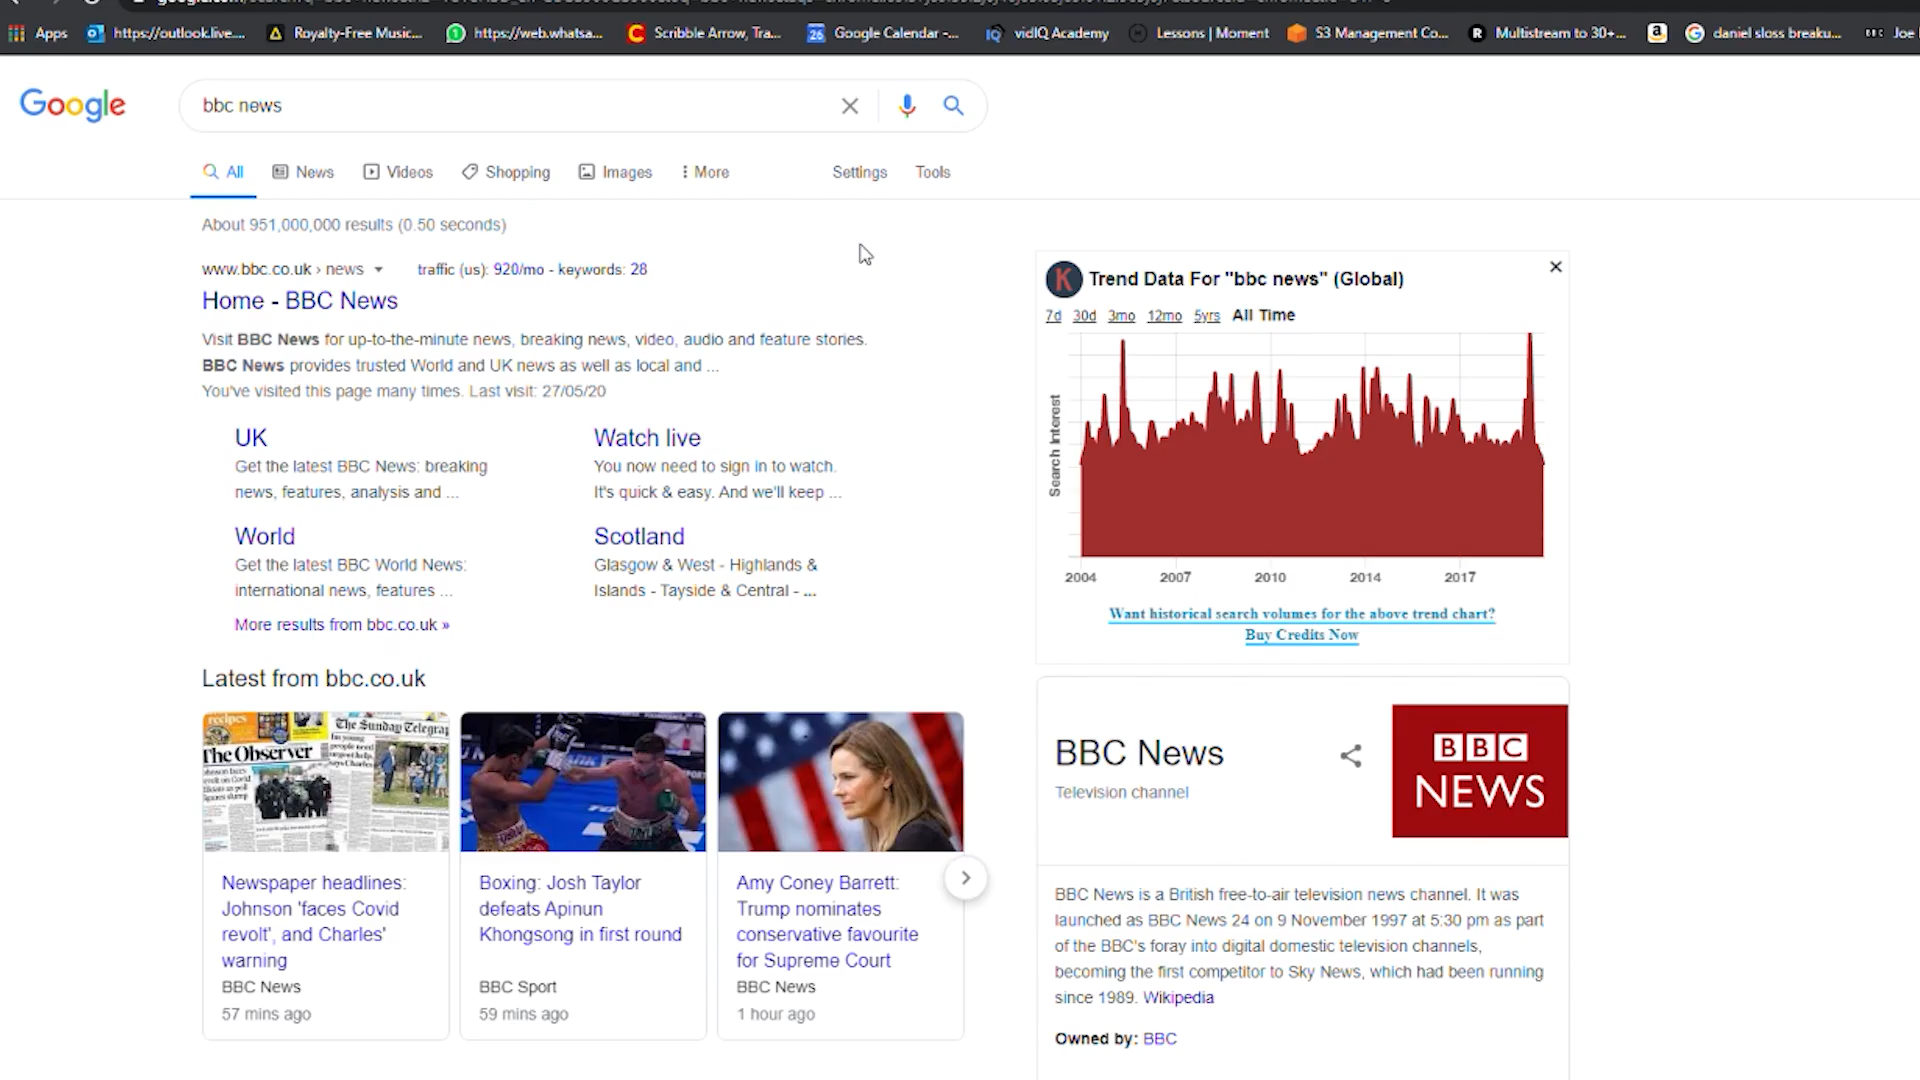 Apps
https://outlook.live....
Royalty-Free Music...
https://web.whatsa...
Scribble Arrow, Tra...
26
Google Calendar -...
vidIQ Academy
Lessons | Moment
S3 Management Co...
R
Multistream to 30+...
daniel sloss breaku...
BBC
Joe
Google
bbc news
All
News
Videos
Shopping
Images
More
Settings
Tools
About 951,000,000 results (0.50 seconds)
www.bbc.co.uk › news
traffic (us): 920/mo - keywords: 28
Home - BBC News
Visit BBC News for up-to-the-minute news, breaking news, video, audio and feature stories.
BBC News provides trusted World and UK news as well as local and ...
You've visited this page many times. Last visit: 27/05/20
UK
Get the latest BBC News: breaking
news, features, analysis and ...
Watch live
You now need to sign in to watch.
It's quick & easy. And we'll keep ...
World
Get the latest BBC World News:
international news, features ...
Scotland
Glasgow & West - Highlands &
Islands - Tayside & Central - ...
More results from bbc.co.uk »
Latest from bbc.co.uk
recipes
The Observer
The Sunday Telegra
Newspaper headlines:
Johnson 'faces Covid
revolt', and Charles'
warning
BBC News
57 mins ago
Boxing: Josh Taylor
defeats Apinun
Khongsong in first round
BBC Sport
59 mins ago
Amy Coney Barrett:
Trump nominates
conservative favourite
for Supreme Court
BBC News
1 hour ago
K
Trend Data For "bbc news" (Global)
7d 30d 3mo 12mo 5yrs All Time
Search Interest
2004 2007 2010 2014 2017
Want historical search volumes for the above trend chart?
Buy Credits Now
BBC News
Television channel
BBC
NEWS
BBC News is a British free-to-air television news channel. It was
launched as BBC News 24 on 9 November 1997 at 5:30 pm as part
of the BBC's foray into digital domestic television channels,
becoming the first competitor to Sky News, which had been running
since 1989. Wikipedia
Owned by: BBC